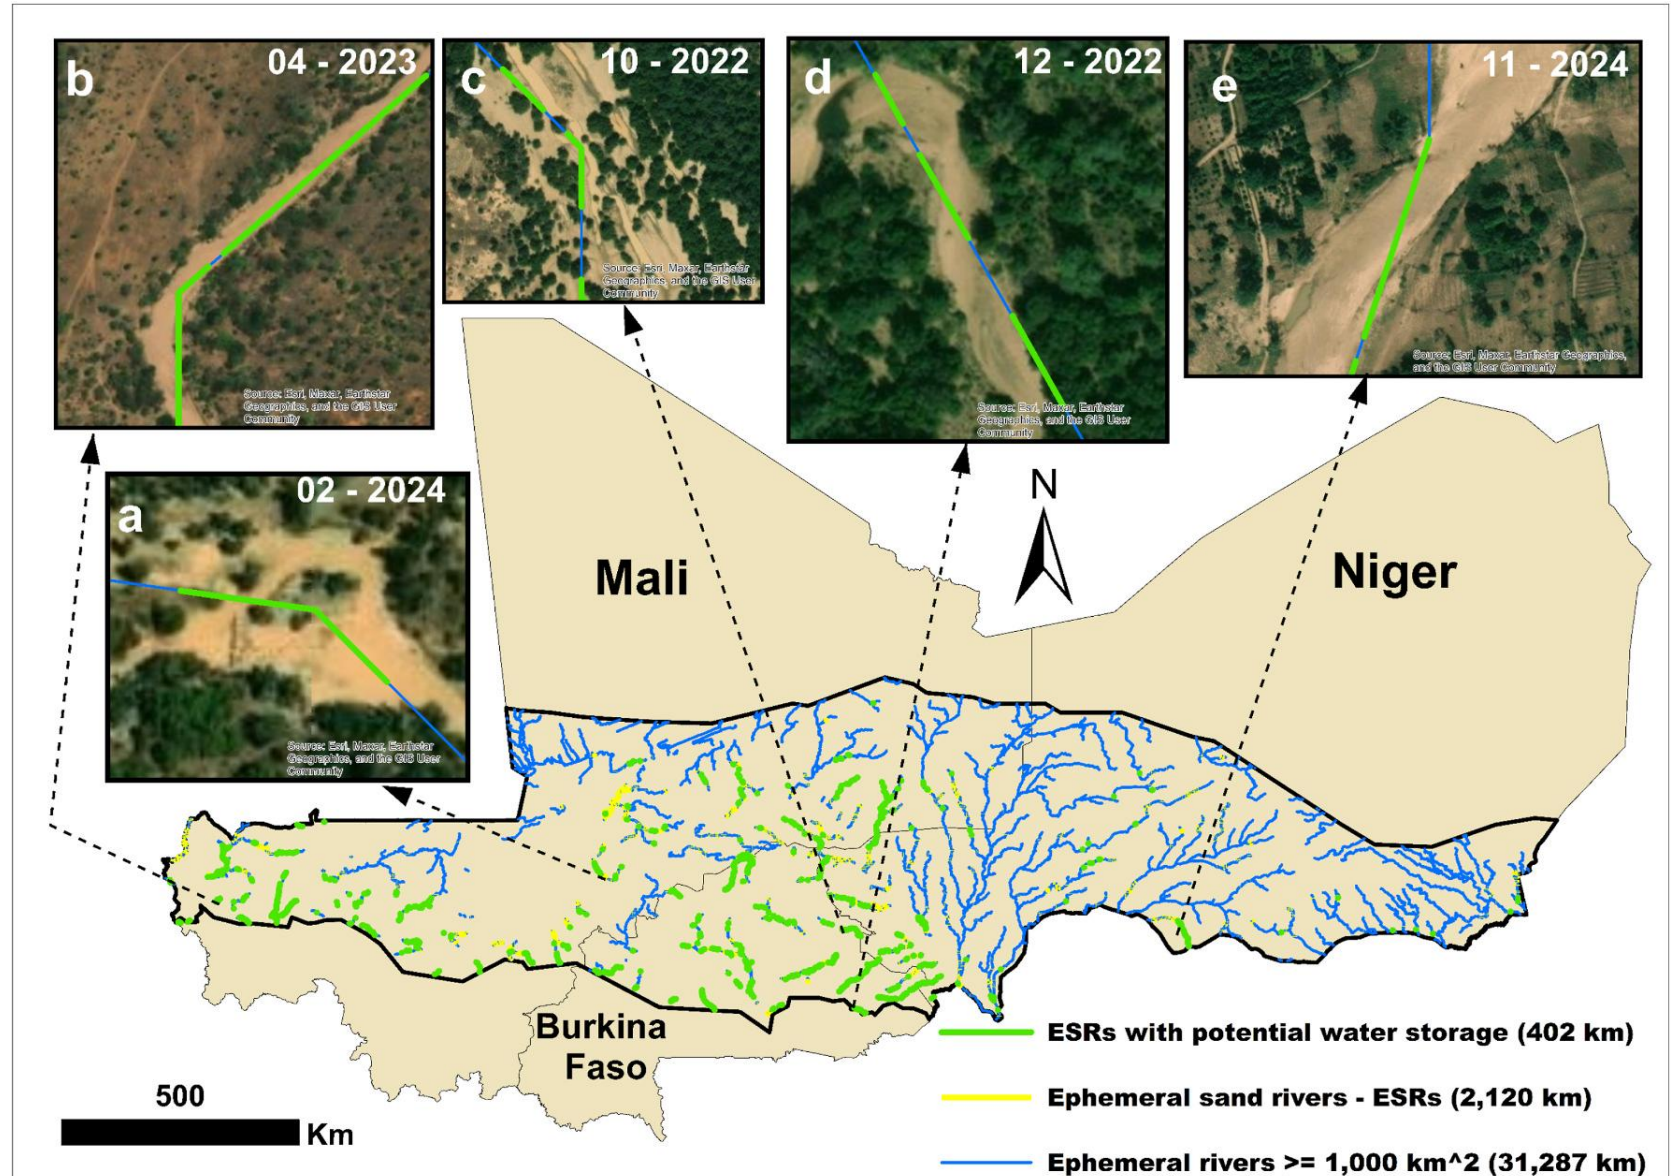 b
04 - 2023
Source: Esri, Maxar, Earthstar
Geographics, and the GIS User
Community
c
10 - 2022
Source: Esri, Maxar, Earthstar
Geographics, and the GIS User
Community
d
12 - 2022
Source: Esri, Maxar, Earthstar
Geographics, and the GIS User
Community
e
11 - 2024
Source: Esri, Maxar, Earthstar Geographics,
and the GIS User Community
a
02 - 2024
Source: Esri, Maxar, Earthstar
Geographics, and the GIS User
Community
N
Mali
Niger
Burkina
Faso
500
Km
ESRs with potential water storage (402 km)
Ephemeral sand rivers - ESRs (2,120 km)
Ephemeral rivers >= 1,000 km^2 (31,287 km)